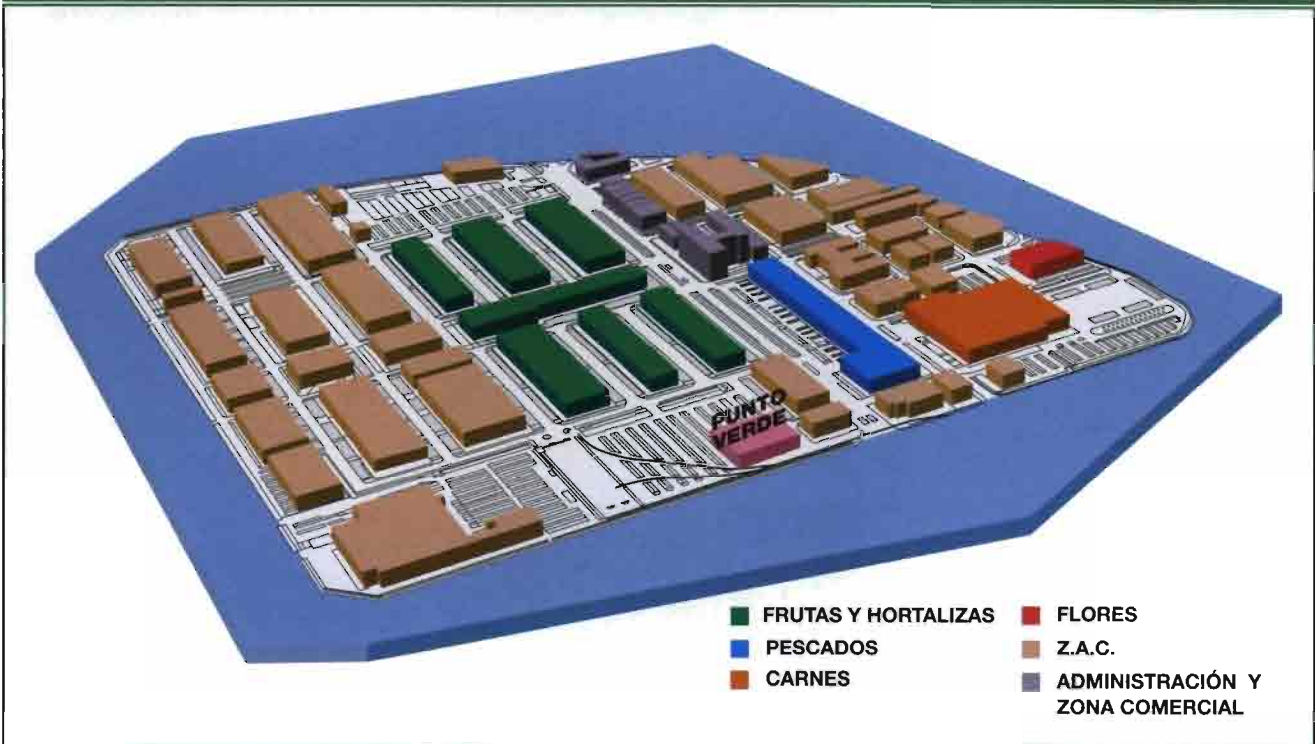 PUNTO
VERDE
FRUTAS Y HORTALIZAS
PESCADOS
CARNES
FLORES
Z.A.C.
ADMINISTRACIÓN Y
ZONA COMERCIAL